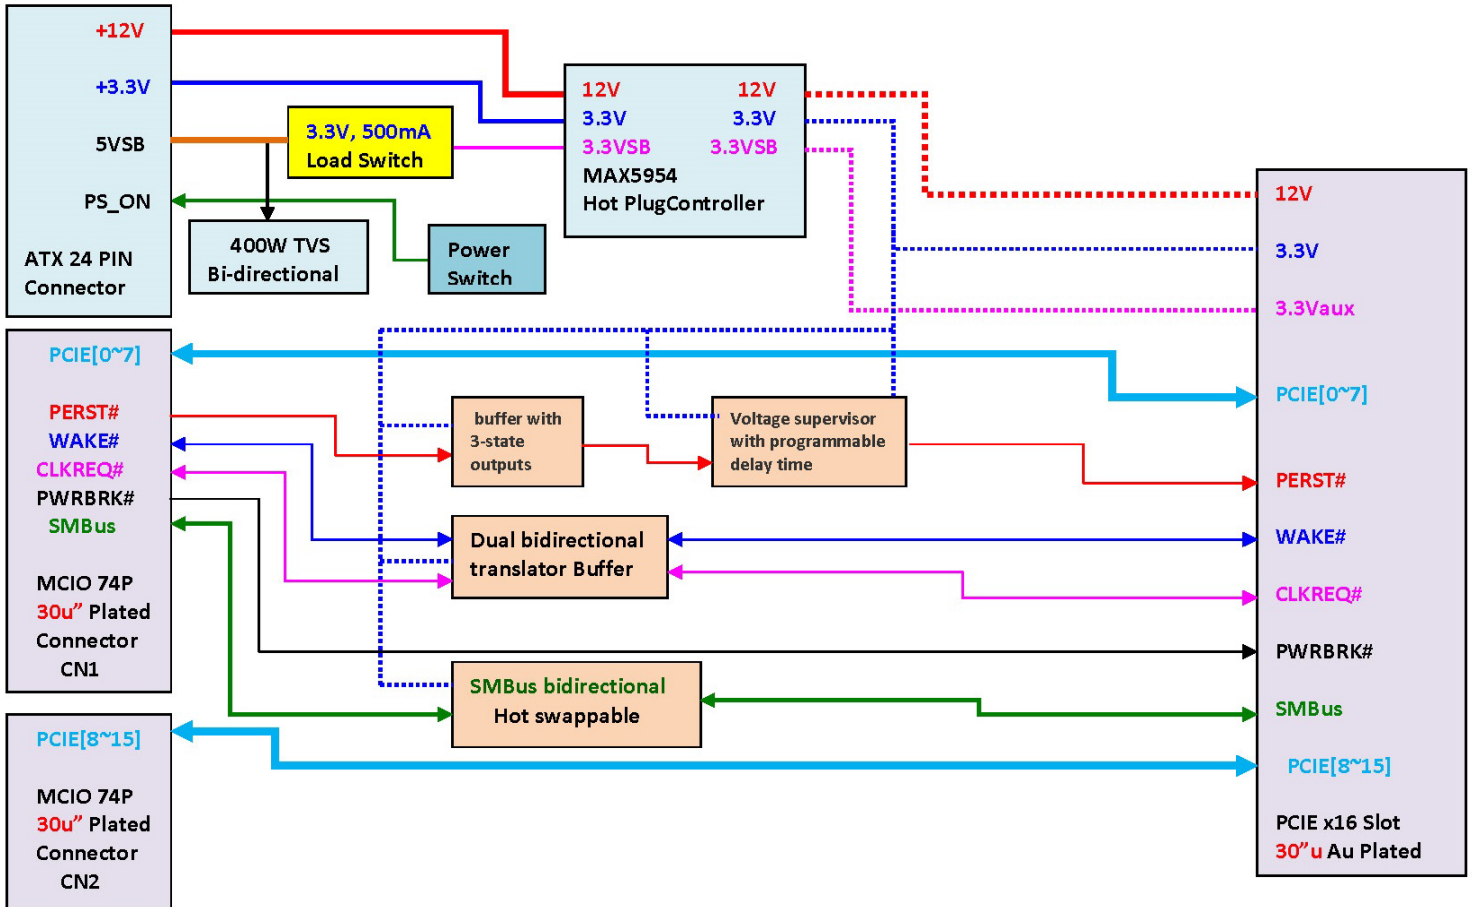 +12V
+3.3V
5VSB
PS_ON
ATX 24 PIN
Connector
3.3V, 500mA
Load Switch
400W TVS
Bi-directional
Power
Switch
12V 12V
3.3V 3.3V
3.3VSB 3.3VSB
MAX5954
Hot PlugController
PCIE[0~7]
PERST#
WAKE#
CLKREQ#
PWRBRK#
SMBus
MCIO 74P
30u” Plated
Connector
CN1
buffer with
3-state
outputs
Voltage supervisor
with programmable
delay time
Dual bidirectional
translator Buffer
SMBus bidirectional
Hot swappable
PCIE[8~15]
MCIO 74P
30u” Plated
Connector
CN2
12V
3.3V
3.3Vaux
PCIE[0~7]
PERST#
WAKE#
CLKREQ#
PWRBRK#
SMBus
PCIE[8~15]
PCIE x16 Slot
30”u Au Plated